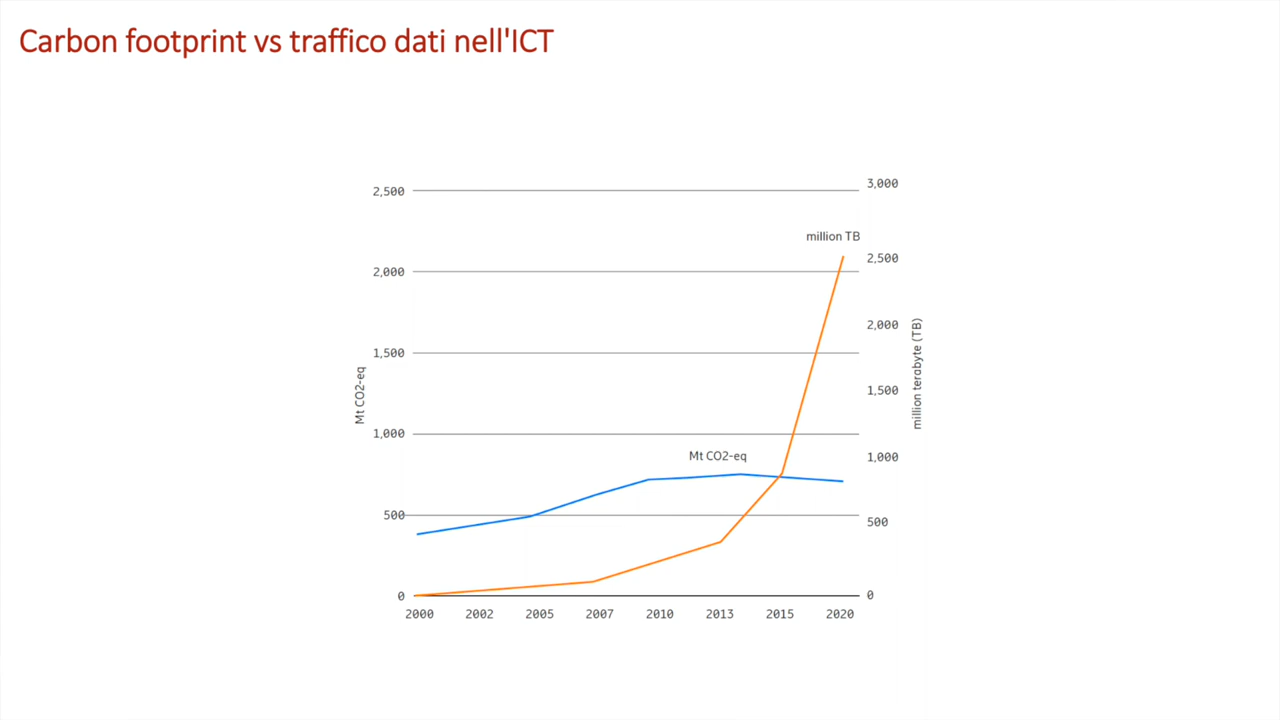 Carbon footprint vs traffico dati nell'ICT
3,000
2,500
million TB
2,500
2,000
2,000
1,500
1,500
Mt CO2-eq
million terabyte (TB)
1,000
Mt CO2-eq
1,000
500
500
0
0
2000 2002 2005 2007 2010 2013 2015 2020